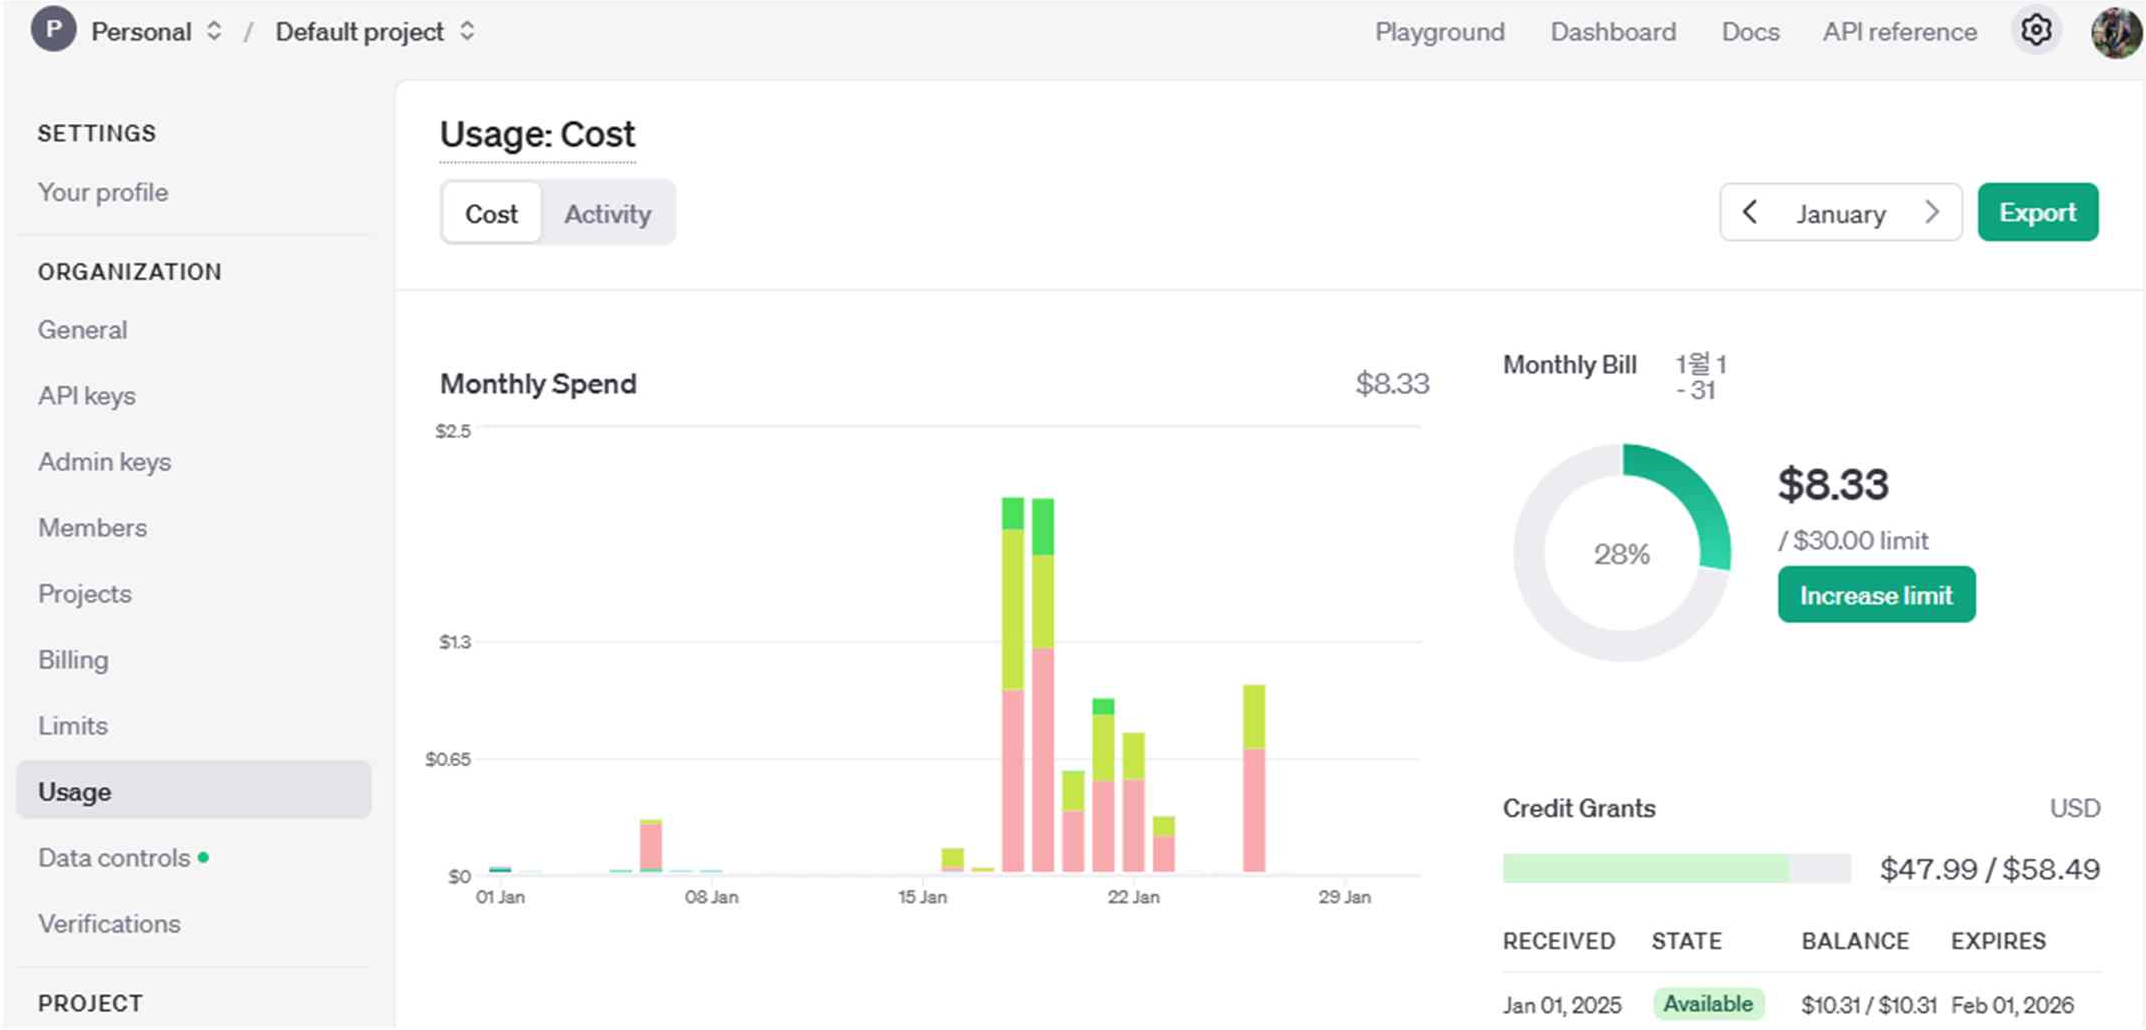 P Personal / Default project
Playground Dashboard Docs API reference
SETTINGS
Your profile
ORGANIZATION
General
API keys
Admin keys
Members
Projects
Billing
Limits
Usage
Data controls
Verifications
PROJECT
Usage: Cost
Cost Activity
January
Export
Monthly Spend $8.33
$2.5
$1.3
$0.65
$0
01 Jan 08 Jan 15 Jan 22 Jan 29 Jan
Monthly Bill 1월 1
- 31
28%
$8.33
/ $30.00 limit
Increase limit
Credit Grants USD
$47.99 / $58.49
RECEIVED STATE BALANCE EXPIRES
Jan 01, 2025 Available $10.31 / $10.31 Feb 01, 2026